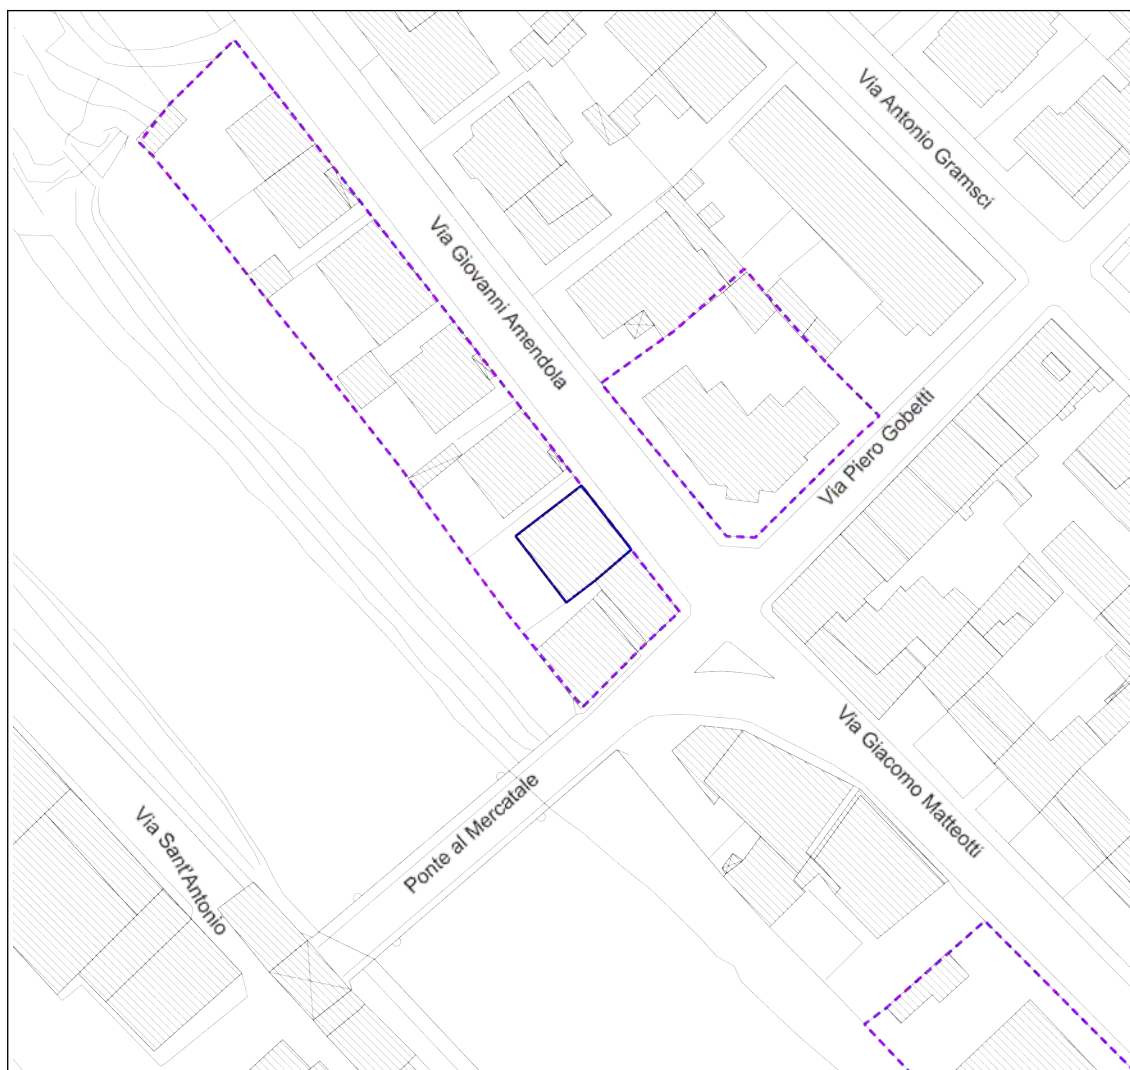 Via Antonio Gramsci
Via Giovanni Amendola
Via Piero Gobetti
Via Giacomo Matteotti
Ponte al Mercatale
Via Sant'Antonio